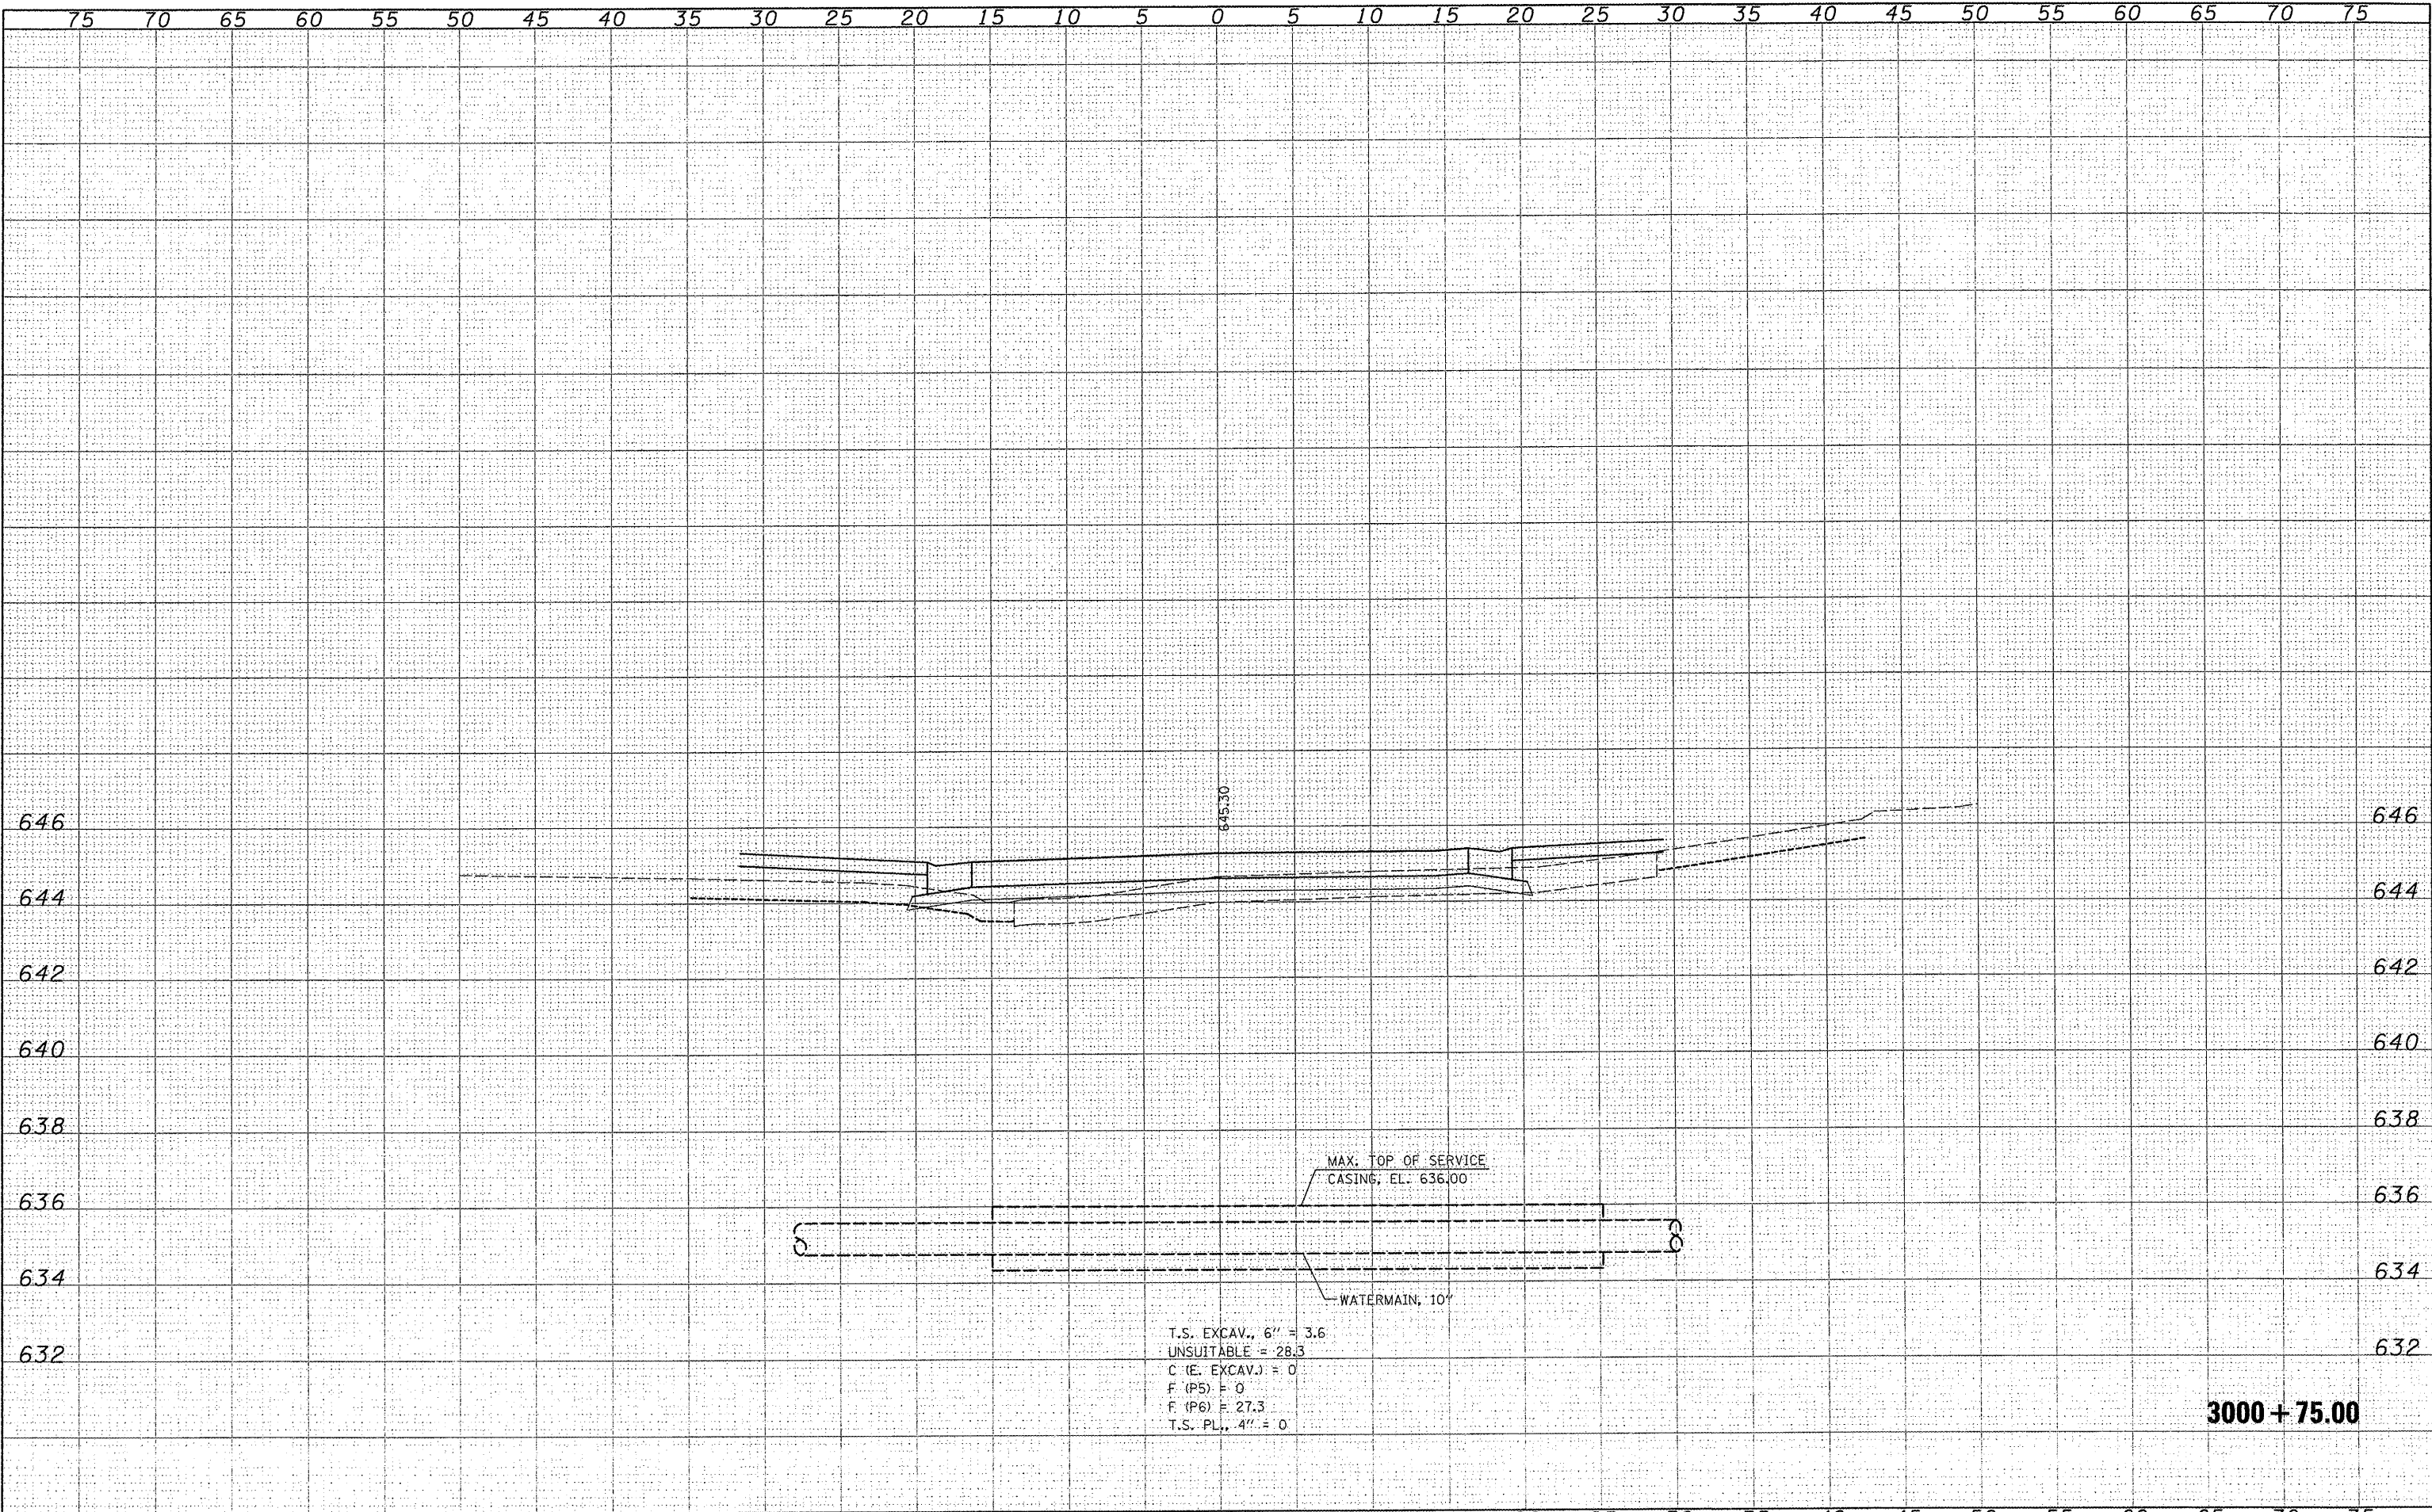 75 70 65 60 55 50 45 40 35 30 25 20 15 10 5 0 5 10 15 20 25 30 35 40 45 50 55 60 65 70 75
645.30
646 646
644 644
642 642
640 640
638 638
MAX. TOP OF SERVICE
CASING, EL. 636.00
636 636
634 634
WATERMAIN, 10"
T.S. EXCAV., 6" = 3.6
UNSUITABLE = 28.3
632 632
C (E. EXCAV.) = 0
F (P5) = 0
F (P6) = 27.3
T.S. PL., 4" = 0
3000 + 75.00